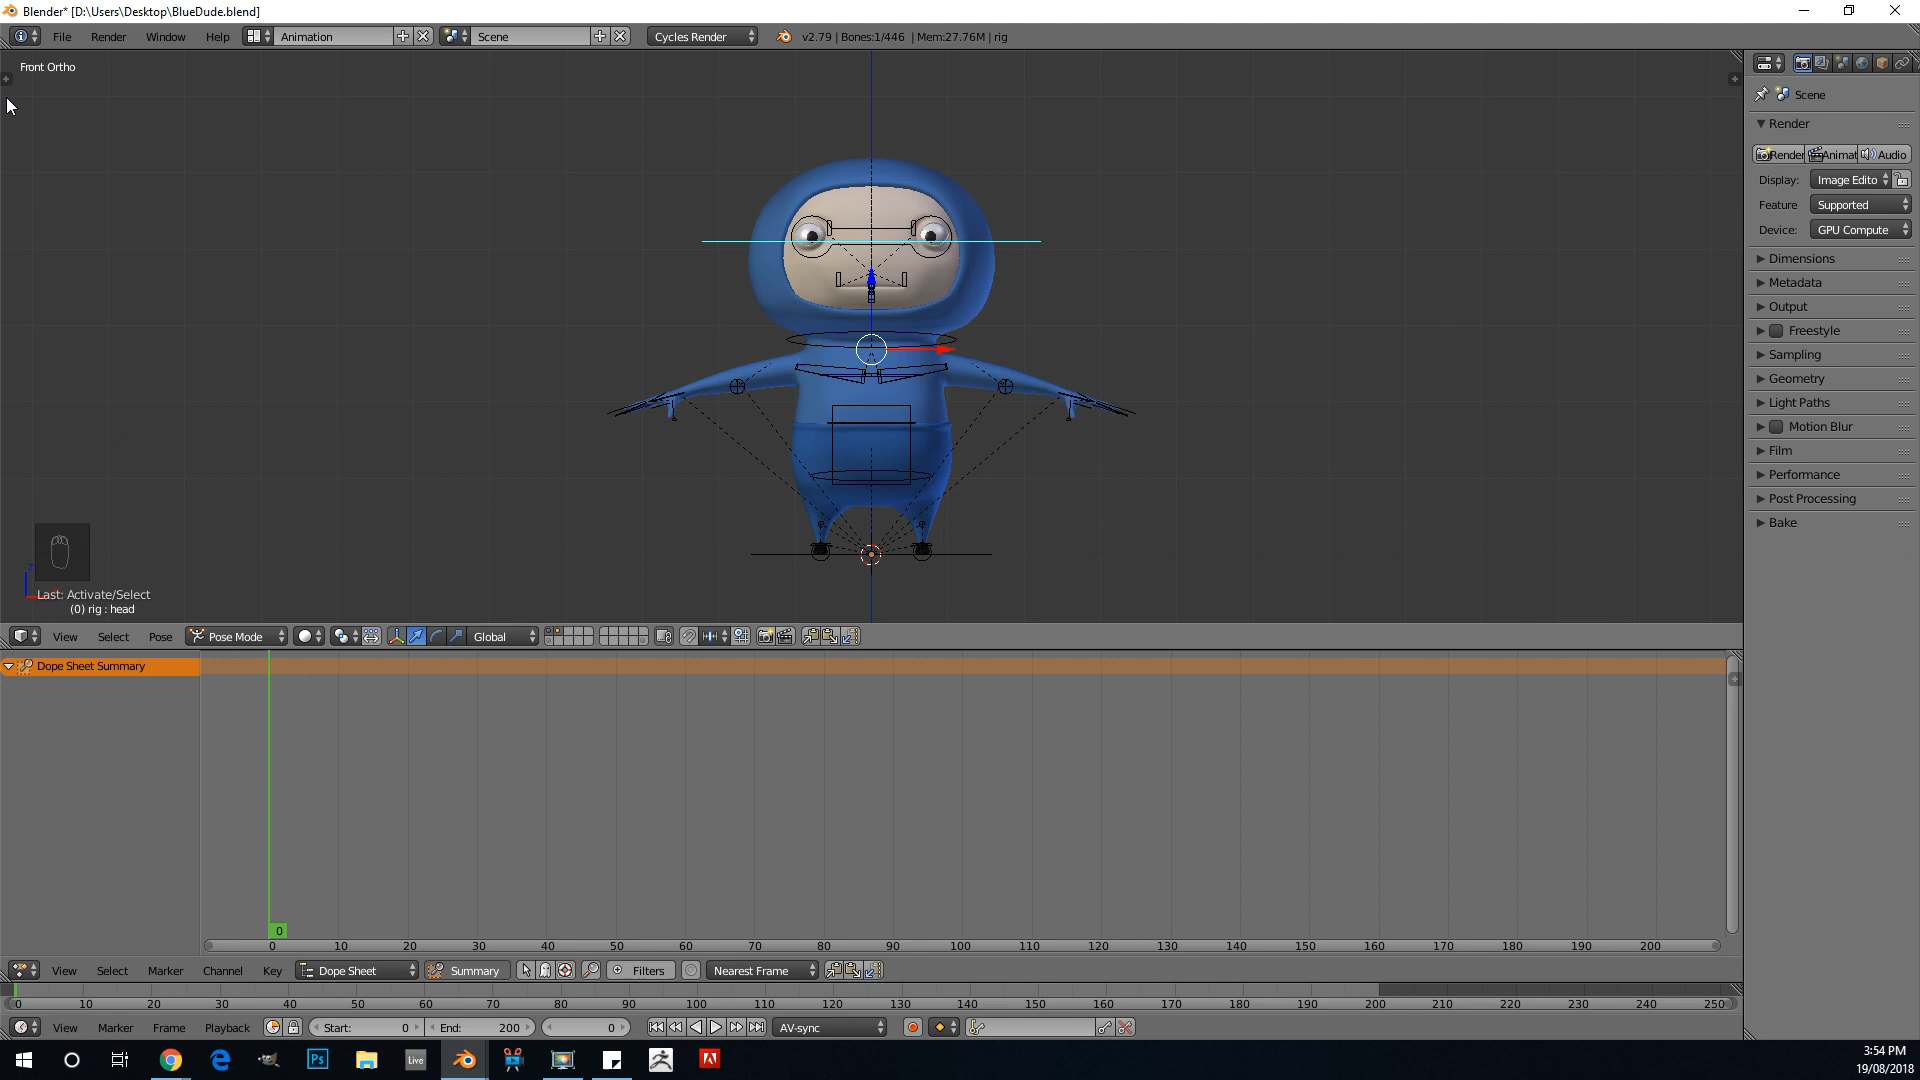 Blender* [D:\Users\Desktop\BlueDude.blend]
File Render Window Help Animation Scene Cycles Render v2.79 | Bones:1/446 | Mem:27.76M | rig
Front Ortho
Scene
Render
Render Animat Audio
Display: Image Edito
Feature Supported
Device: GPU Compute
Dimensions
Metadata
Output
Freestyle
Sampling
Geometry
Light Paths
Motion Blur
Film
Performance
Post Processing
Bake
Last: Activate/Select
(0) rig : head
View Select Pose Pose Mode Global
Dope Sheet Summary
0
0 10 20 30 40 50 60 70 80 90 100 110 120 130 140 150 160 170 180 190 200
View Select Marker Channel Key Dope Sheet Summary Filters Nearest Frame
0 10 20 30 40 50 60 70 80 90 100 110 120 130 140 150 160 170 180 190 200 210 220 230 240 250
View Marker Frame Playback Start: 0 End: 200 0 AV-sync
Ps Live
3:54 PM
19/08/2018